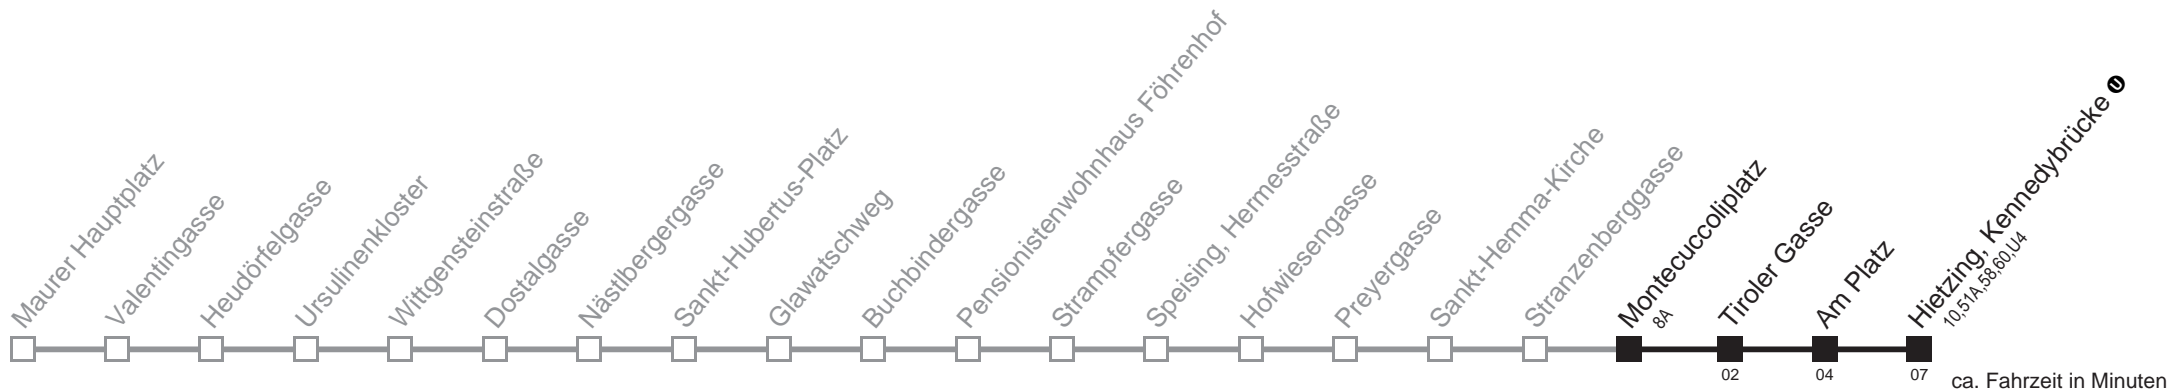 Maurer Hauptplatz
Valentingasse
Heudörfelgasse
Ursulinenkloster
Wittgensteinstraße
Dostalgasse
Nästlbergergasse
Sankt-Hubertus-Platz
Glawatschweg
Buchbindergasse
Pensionistenwohnhaus Föhrenhof
Strampfergasse
Speising, Hermesstraße
Hofwiesengasse
Preyergasse
Sankt-Hemma-Kirche
Stranzenberggasse
Montecuccoliplatz
8A
Tiroler Gasse
Am Platz
Hietzing, Kennedybrücke U
10,51A,58,60,U4
02 04 07 ca. Fahrzeit in Minuten